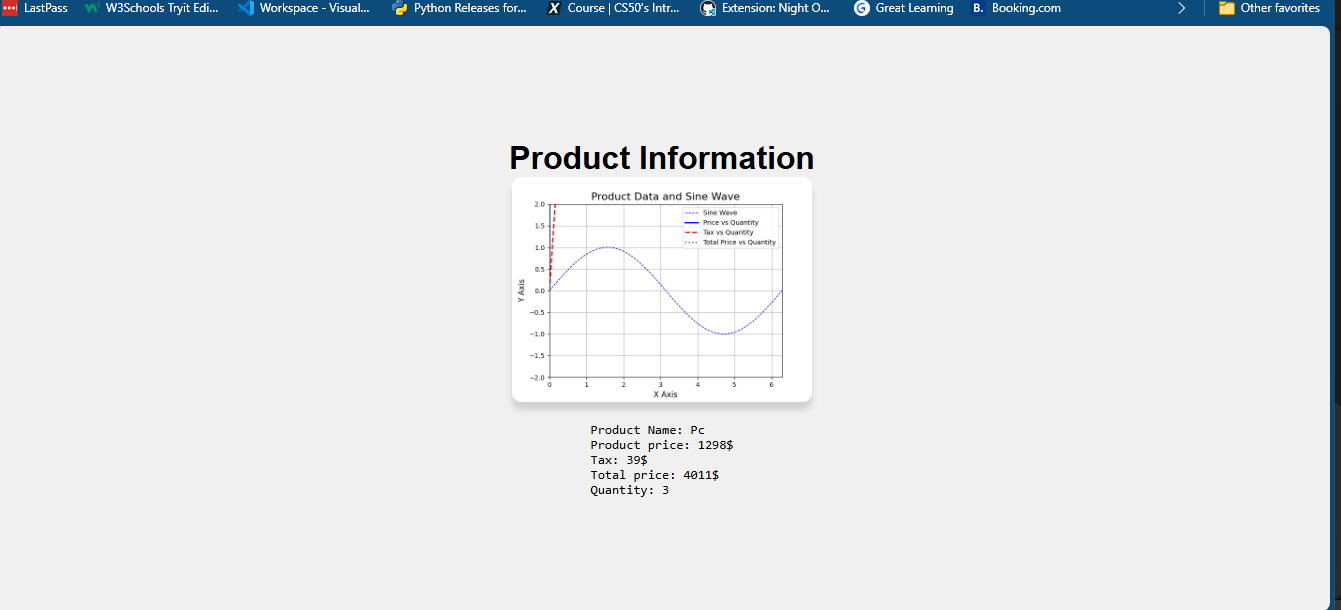 LastPass W3Schools Tryit Edi... Workspace - Visual... Python Releases for... X Course | CS50's Intr... Extension: Night O... G Great Learning B. Booking.com Other favorites
Product Information
Product Data and Sine Wave
Sine Wave
Price vs Quantity
Tax vs Quantity
Total Price vs Quantity
2.0
1.5
1.0
0.5
0.0
−0.5
−1.0
−1.5
−2.0
Y Axis
0 1 2 3 4 5 6
X Axis
Product Name: Pc
Product price: 1298$
Tax: 39$
Total price: 4011$
Quantity: 3